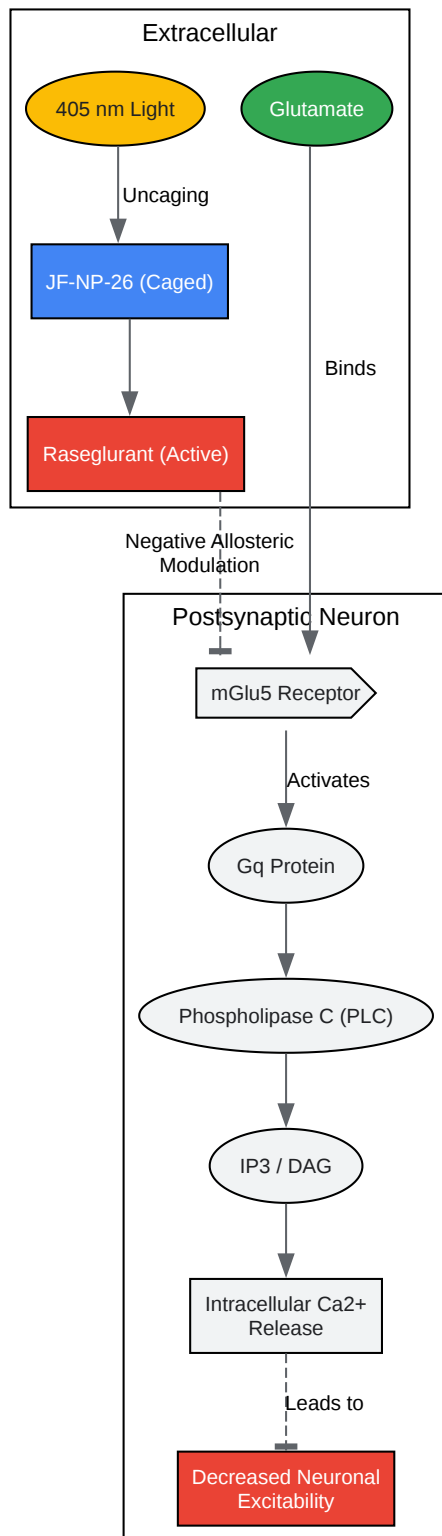 Extracellular
405 nm Light
Glutamate
Uncaging
JF-NP-26 (Caged)
Binds
Raseglurant (Active)
Negative Allosteric
Modulation
Postsynaptic Neuron
mGlu5 Receptor
Activates
Gq Protein
Phospholipase C (PLC)
IP3 / DAG
Intracellular Ca2+
Release
Leads to
Decreased Neuronal
Excitability